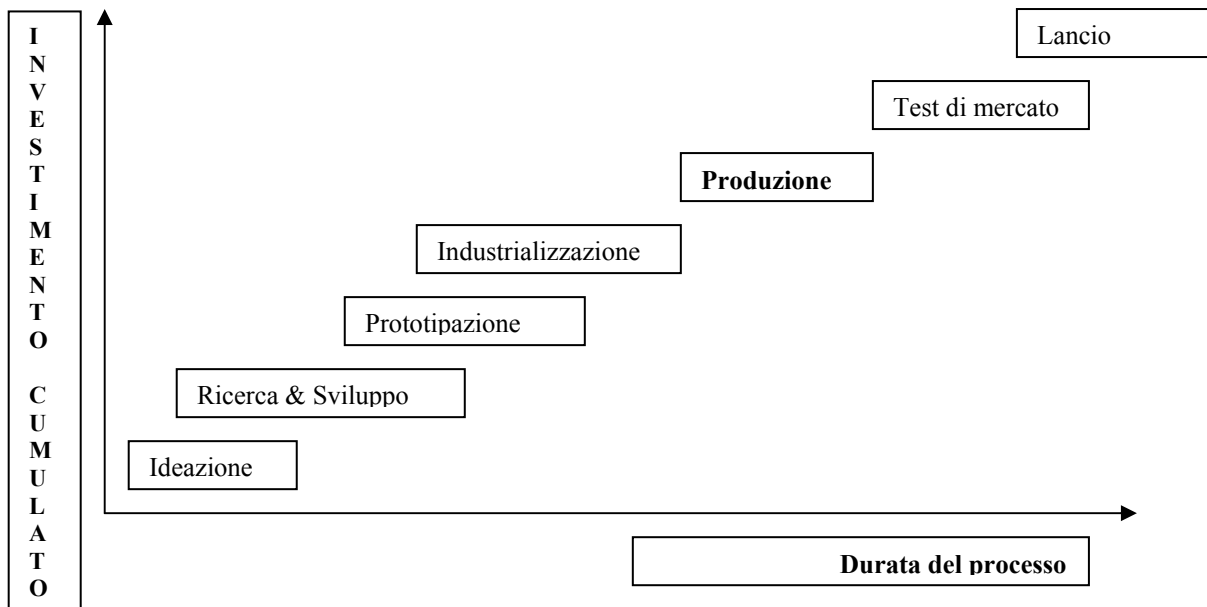 INVESTIMENTO CUMULATO
Lancio
Test di mercato
Produzione
Industrializzazione
Prototipazione
Ricerca & Sviluppo
Ideazione
Durata del processo